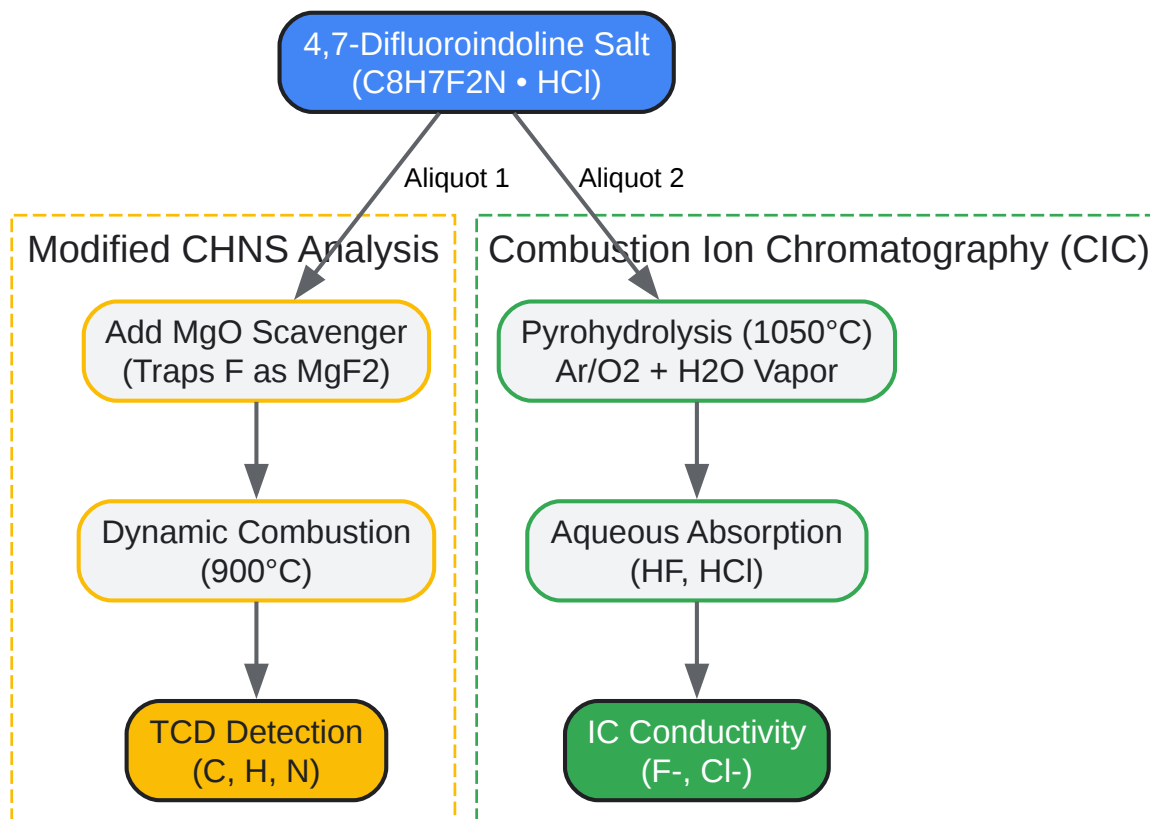 4,7-Difluoroindoline Salt
(C8H7F2N • HCl)
Aliquot 1
Aliquot 2
Modified CHNS Analysis
Add MgO Scavenger
(Traps F as MgF2)
Dynamic Combustion
(900°C)
TCD Detection
(C, H, N)
Combustion Ion Chromatography (CIC)
Pyrohydrolysis (1050°C)
Ar/O2 + H2O Vapor
Aqueous Absorption
(HF, HCl)
IC Conductivity
(F-, Cl-)